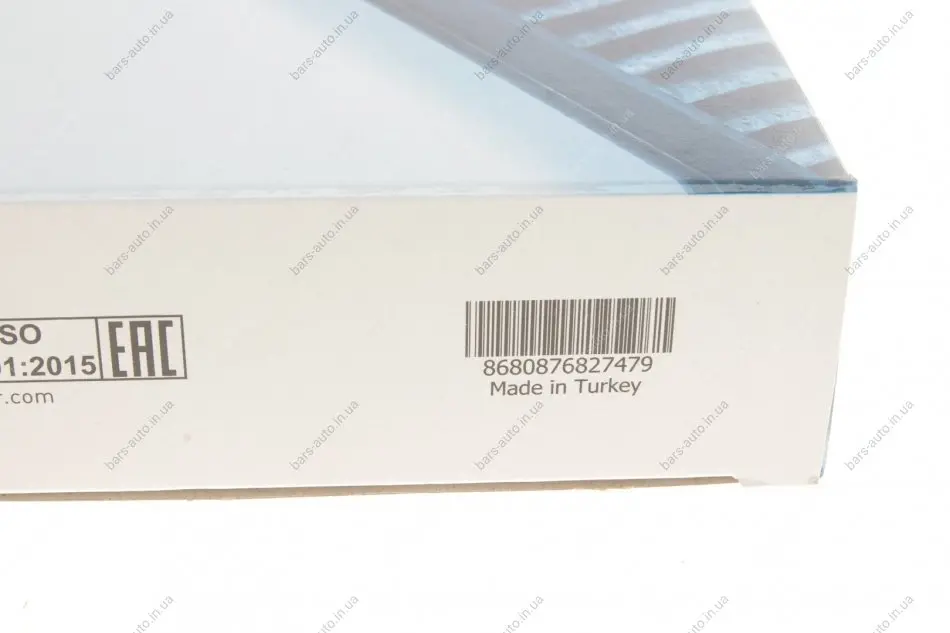 SO
01:2015
EAC
r.com
8680876827479
Made in Turkey
bars-auto.in.ua